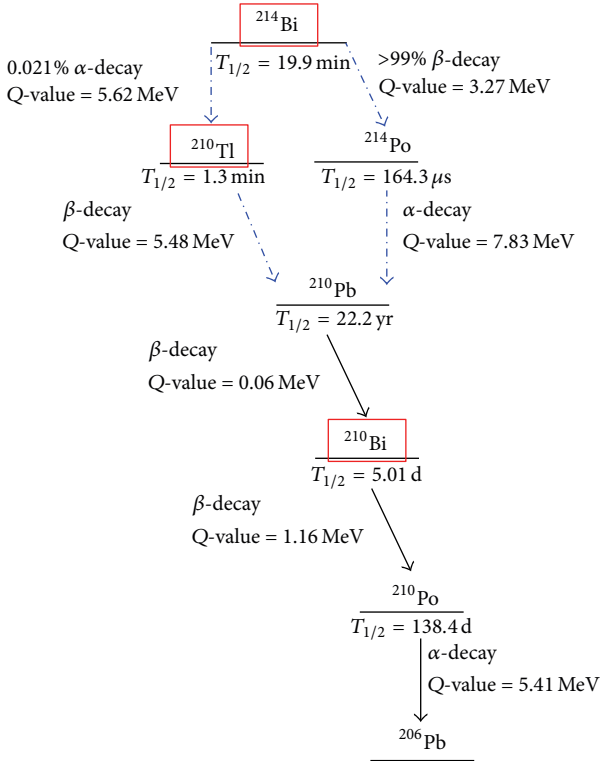 ²¹⁴Bi
T₁/₂ = 19.9 min
0.021% α-decay
Q-value = 5.62 MeV
>99% β-decay
Q-value = 3.27 MeV
²¹⁰Tl
T₁/₂ = 1.3 min
²¹⁴Po
T₁/₂ = 164.3 μs
β-decay
Q-value = 5.48 MeV
α-decay
Q-value = 7.83 MeV
²¹⁰Pb
T₁/₂ = 22.2 yr
β-decay
Q-value = 0.06 MeV
²¹⁰Bi
T₁/₂ = 5.01 d
β-decay
Q-value = 1.16 MeV
²¹⁰Po
T₁/₂ = 138.4 d
α-decay
Q-value = 5.41 MeV
²⁰⁶Pb